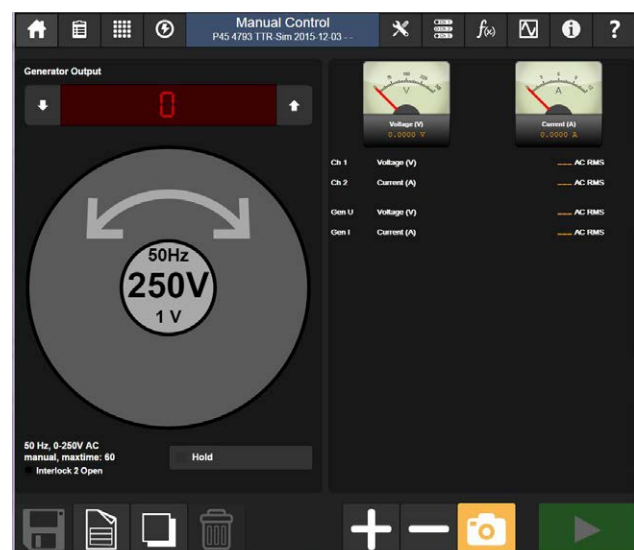 Manual Control
P45 4793 TTR-Sim 2015-12-03 - -
f(x)
?
Generator Output
0
50Hz
250V
1 V
50 Hz, 0-250V AC
manual, maxtime: 60
Interlock 2 Open
Hold
V
Voltage (V)
0.0000 V
A
Current (A)
0.0000 A
Ch 1 Voltage (V) ---- AC RMS
Ch 2 Current (A) ---- AC RMS
Gen U Voltage (V) ---- AC RMS
Gen I Current (A) ---- AC RMS